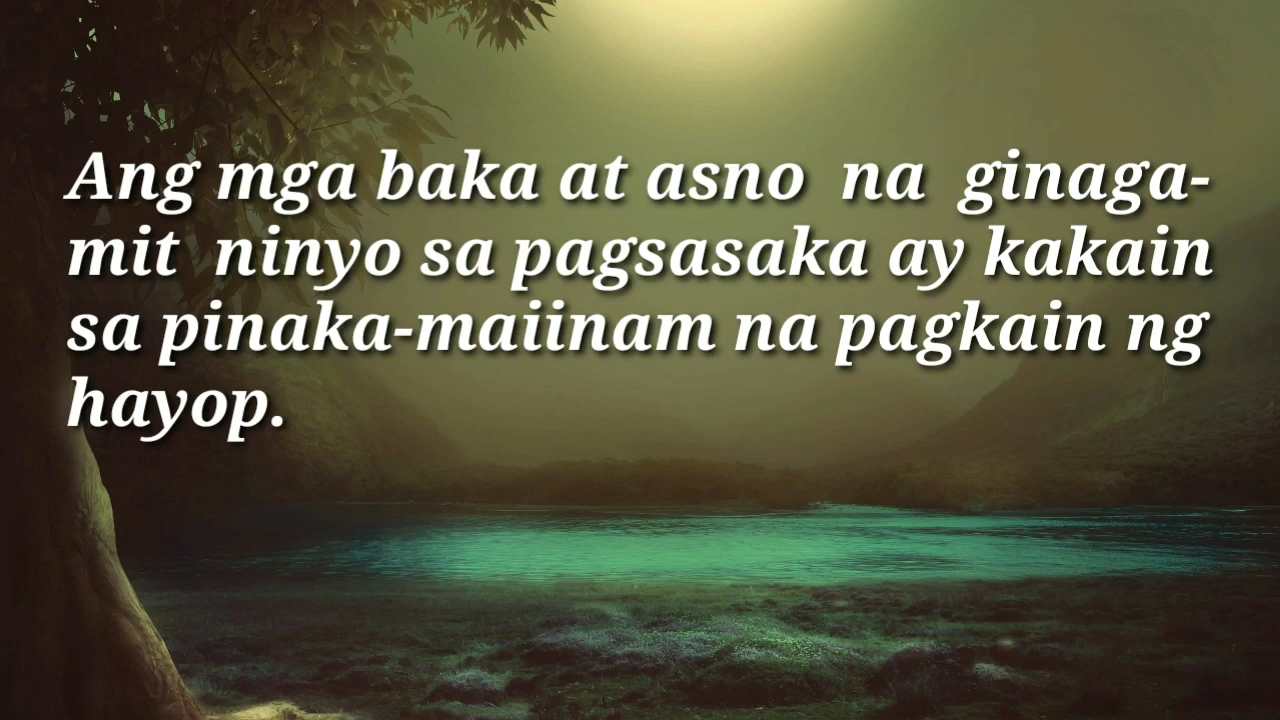 Ang mga baka at asno na ginaga-
mit ninyo sa pagsasaka ay kakain
sa pinaka-maiinam na pagkain ng
hayop.